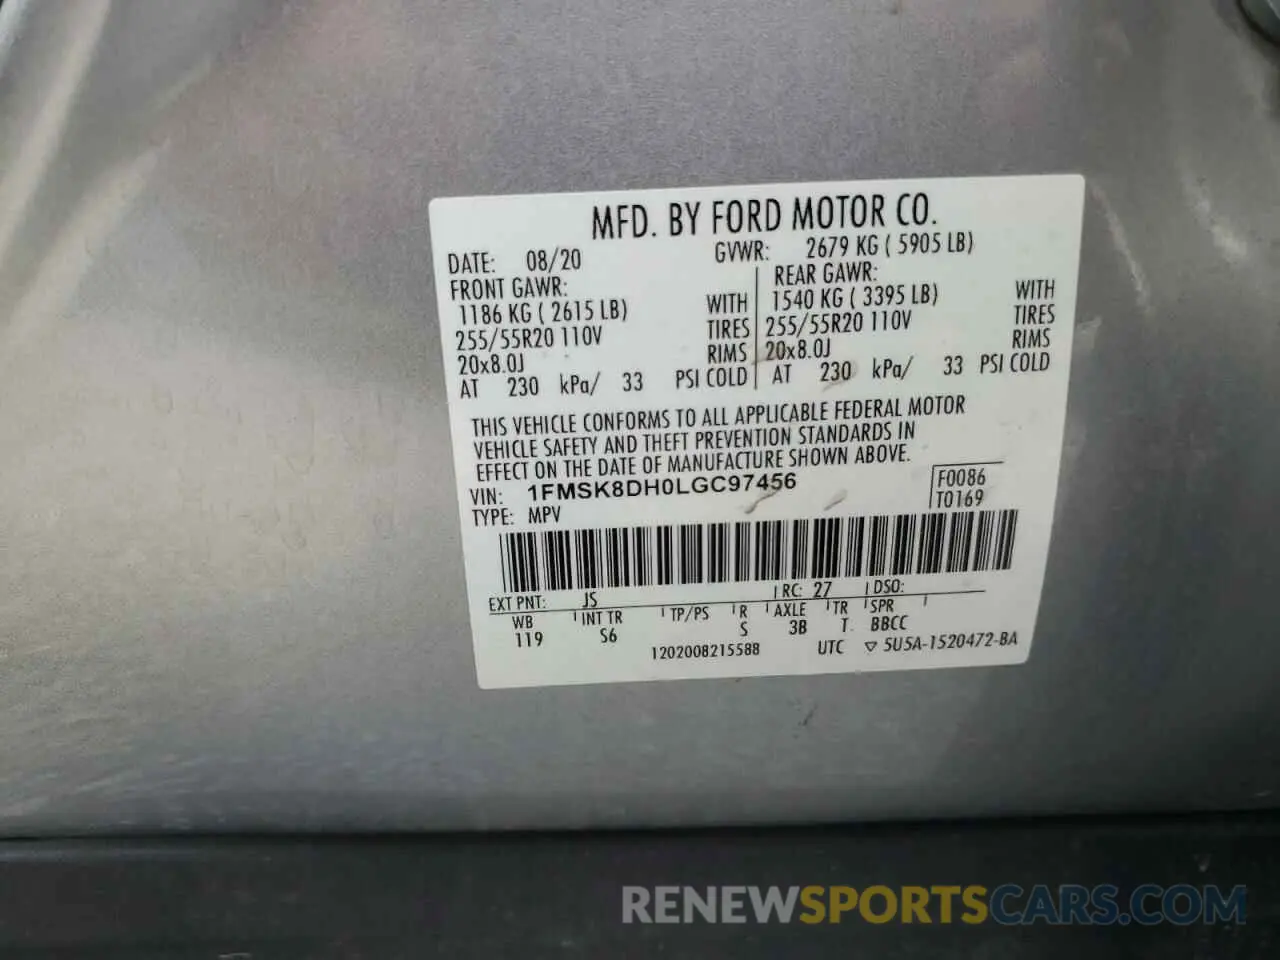 MFD. BY FORD MOTOR CO.
DATE: 08/20 GVWR: 2679 KG ( 5905 LB)
FRONT GAWR: REAR GAWR:
1186 KG ( 2615 LB) WITH 1540 KG ( 3395 LB) WITH
255/55R20 110V TIRES 255/55R20 110V TIRES
20x8.0J RIMS 20x8.0J RIMS
AT 230 kPa/ 33 PSI COLD AT 230 kPa/ 33 PSI COLD
THIS VEHICLE CONFORMS TO ALL APPLICABLE FEDERAL MOTOR
VEHICLE SAFETY AND THEFT PREVENTION STANDARDS IN
EFFECT ON THE DATE OF MANUFACTURE SHOWN ABOVE.
VIN: 1FMSK8DH0LGC97456 F0086
TYPE: MPV T0169
EXT PNT: JS RC: 27 DSO:
WB INT TR TP/PS R AXLE TR SPR
119 S6 S 3B T. BBCC
1202008215588 UTC ▽ 5U5A-1520472-BA
RENEWSPORTSCARS.COM